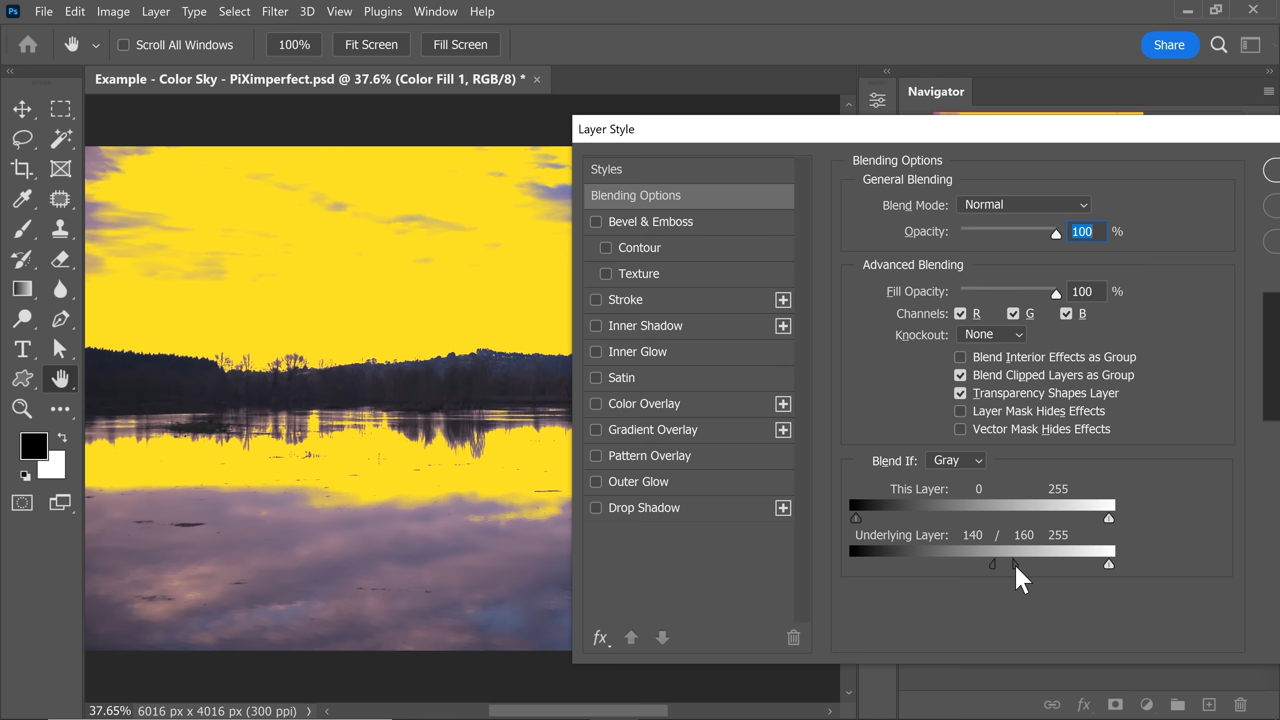 Ps File Edit Image Layer Type Select Filter 3D View Plugins Window Help
Scroll All Windows 100% Fit Screen Fill Screen Share
Example - Color Sky - PiXimperfect.psd @ 37.6% (Color Fill 1, RGB/8) * ×
Navigator
Layer Style
Styles
Blending Options
Bevel & Emboss
Contour
Texture
Stroke
Inner Shadow
Inner Glow
Satin
Color Overlay
Gradient Overlay
Pattern Overlay
Outer Glow
Drop Shadow
fx
Blending Options
General Blending
Blend Mode: Normal
Opacity: 100 %
Advanced Blending
Fill Opacity: 100 %
Channels: R G B
Knockout: None
Blend Interior Effects as Group
Blend Clipped Layers as Group
Transparency Shapes Layer
Layer Mask Hides Effects
Vector Mask Hides Effects
Blend If: Gray
This Layer: 0 255
Underlying Layer: 140 / 160 255
37.65% 6016 px x 4016 px (300 ppi)
fx